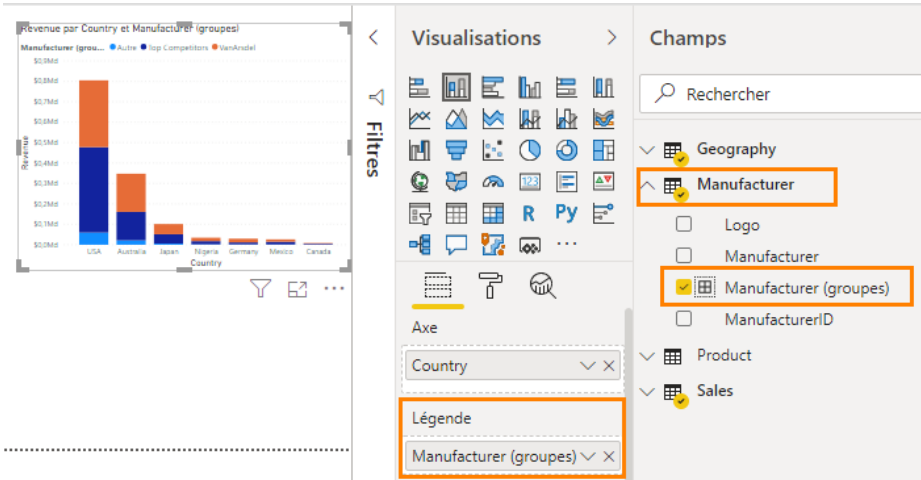 Revenue par Country et Manufacturer (groupes)
Manufacturer (grou... Autre Top Competitors VanArsdel
$0,9Md
$0,8Md
$0,7Md
$0,6Md
$0,5Md
$0,4Md
$0,3Md
$0,2Md
$0,1Md
$0,0Md
Revenue
USA Australia Japan Nigeria Germany Mexico Canada
Country
Filtres
Visualisations
123
R Py
Axe
Country
Légende
Manufacturer (groupes)
Champs
Rechercher
Geography
Manufacturer
Logo
Manufacturer
Manufacturer (groupes)
ManufacturerID
Product
Sales